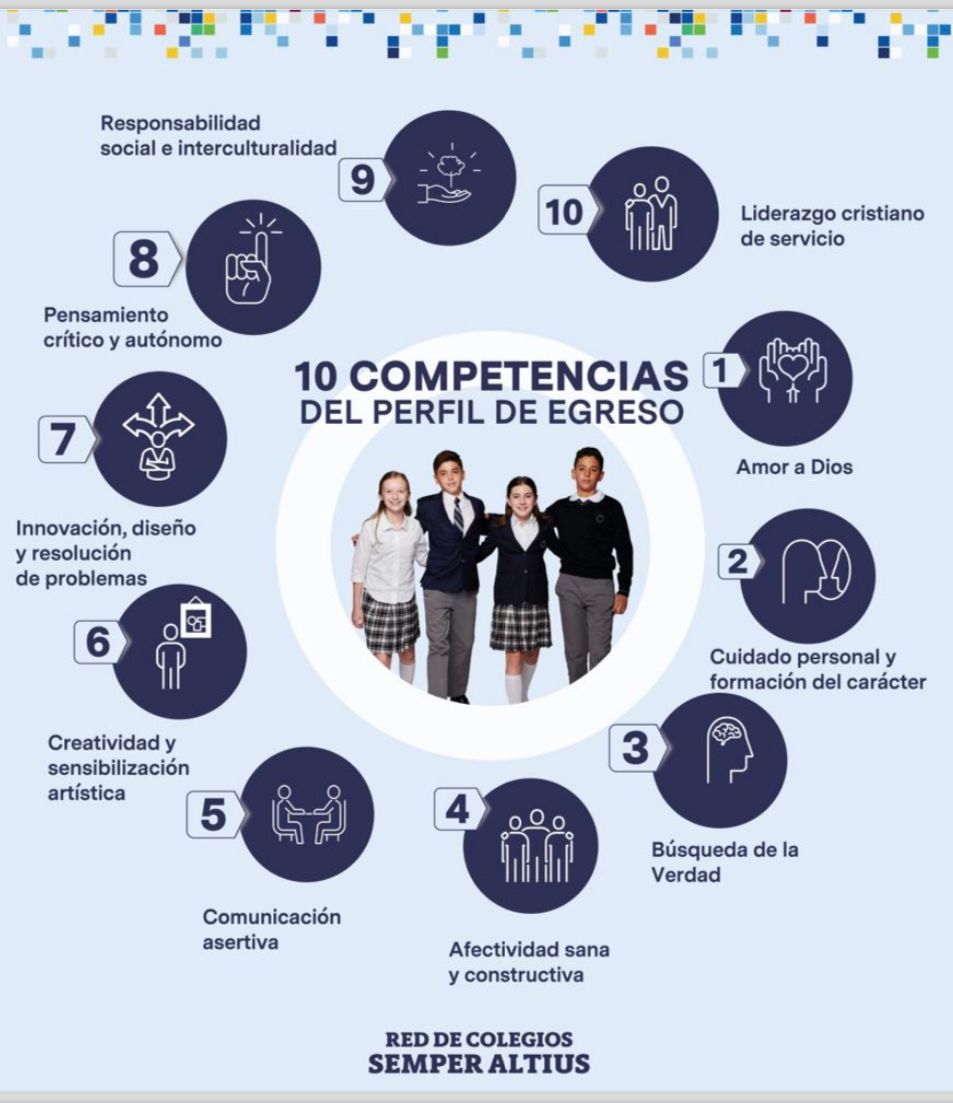 10 COMPETENCIAS
DEL PERFIL DE EGRESO
1
Amor a Dios
2
Cuidado personal y
formación del carácter
3
Búsqueda de la
Verdad
4
Afectividad sana
y constructiva
5
Comunicación
asertiva
6
Creatividad y
sensibilización
artística
7
Innovación, diseño
y resolución
de problemas
8
Pensamiento
crítico y autónomo
9
Responsabilidad
social e interculturalidad
10
Liderazgo cristiano
de servicio
RED DE COLEGIOS
SEMPER ALTIUS